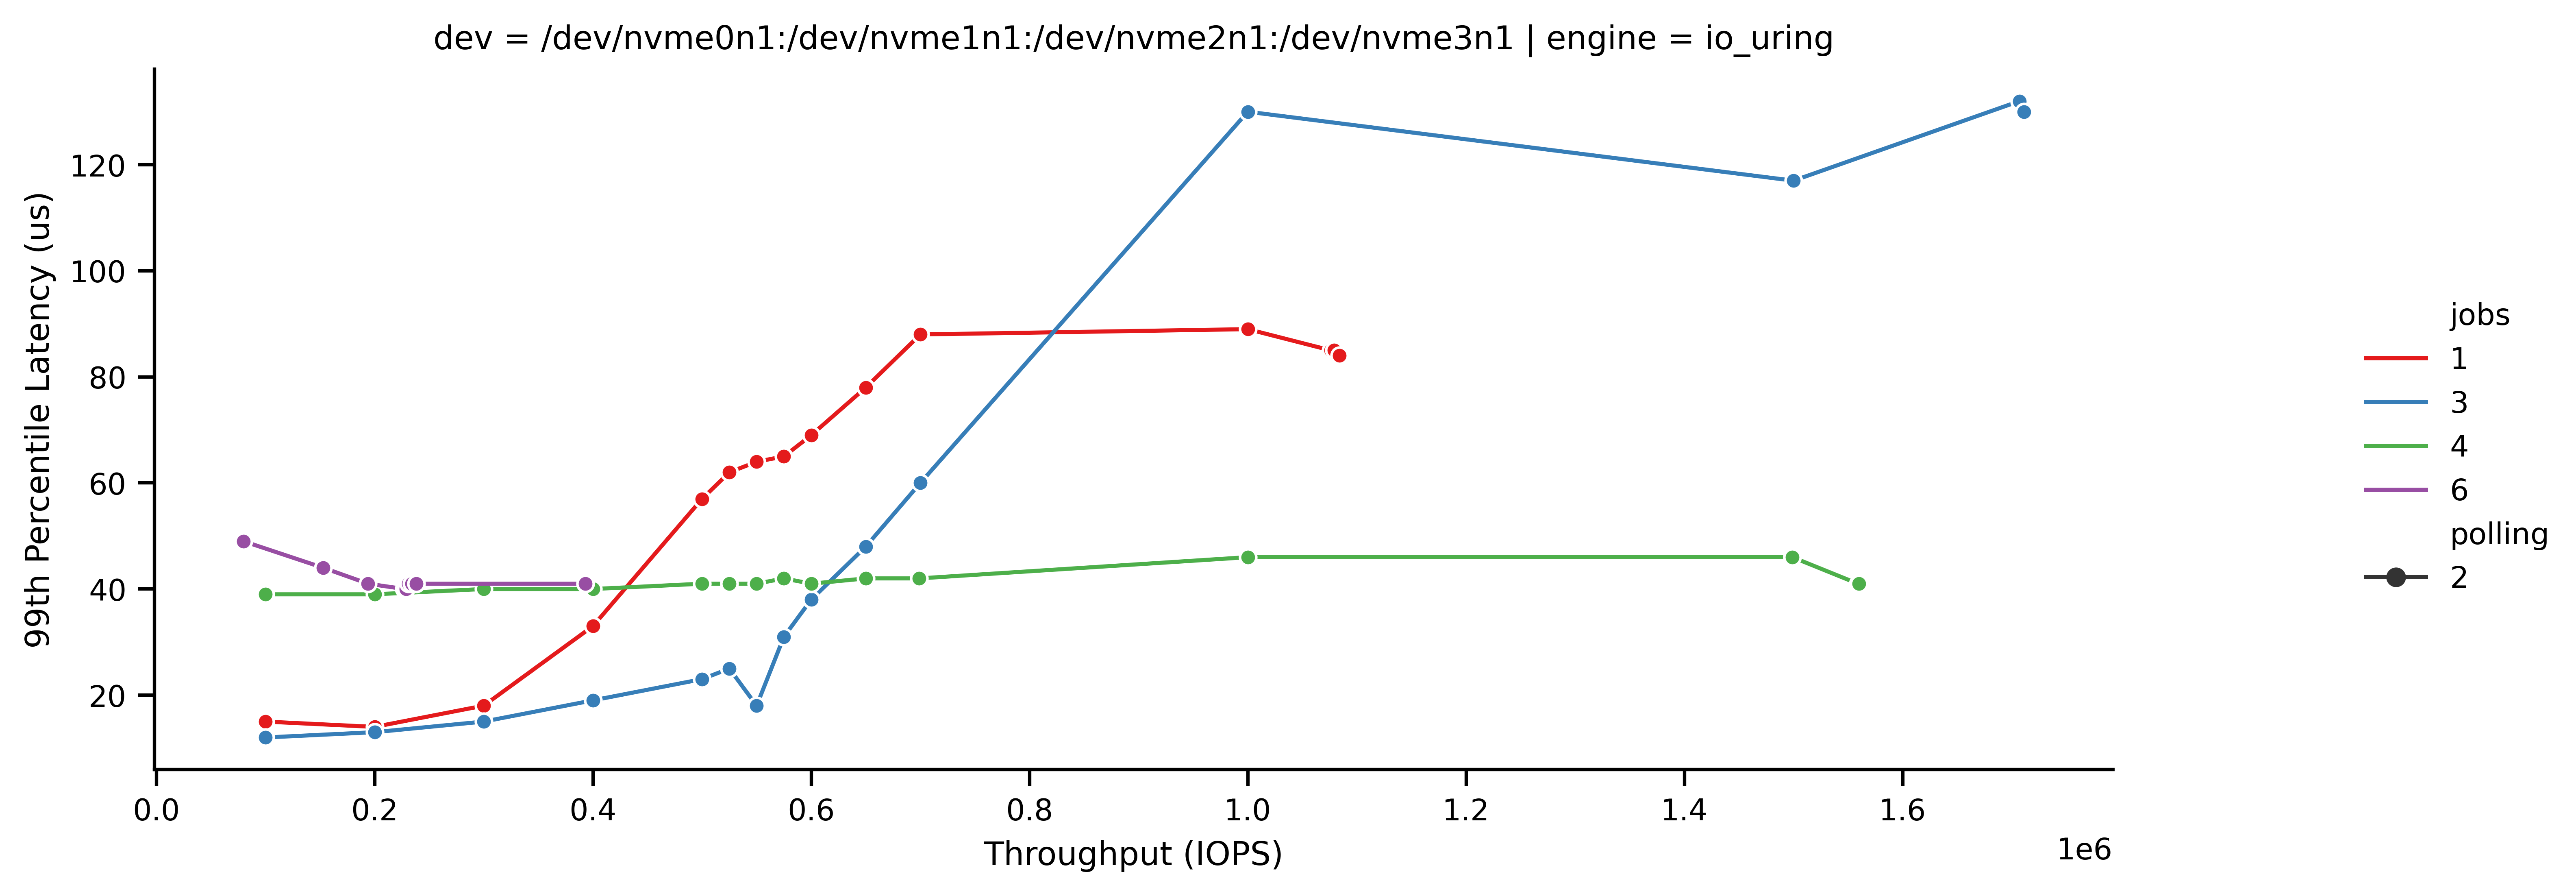 dev = /dev/nvme0n1:/dev/nvme1n1:/dev/nvme2n1:/dev/nvme3n1 | engine = io_uring
99th Percentile Latency (us)
120
100
80
60
40
20
0.0 0.2 0.4 0.6 0.8 1.0 1.2 1.4 1.6
1e6
Throughput (IOPS)
jobs
1
3
4
6
polling
2